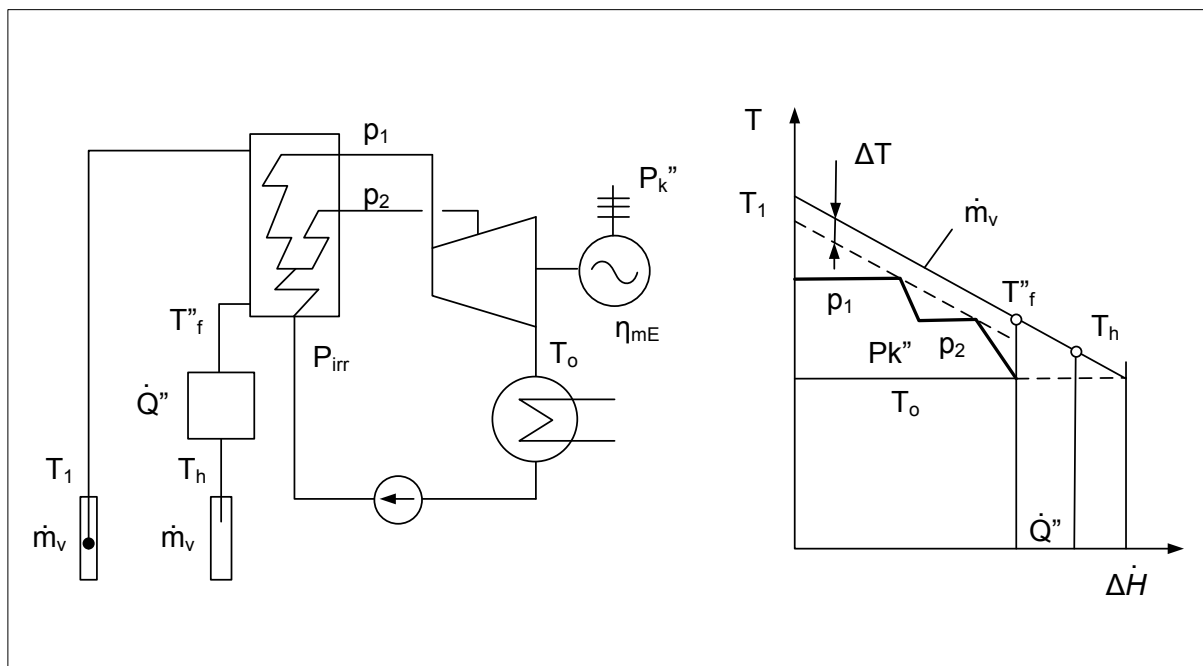 p₁
p₂
Pₖ”
T”f
Pirr
To
ηmE
Q̇”
T₁
Th
ṁv
ṁv
T
ΔT
T₁
ṁv
p₁
T”f
Th
p₂
Pk”
To
Q̇”
ΔḢ